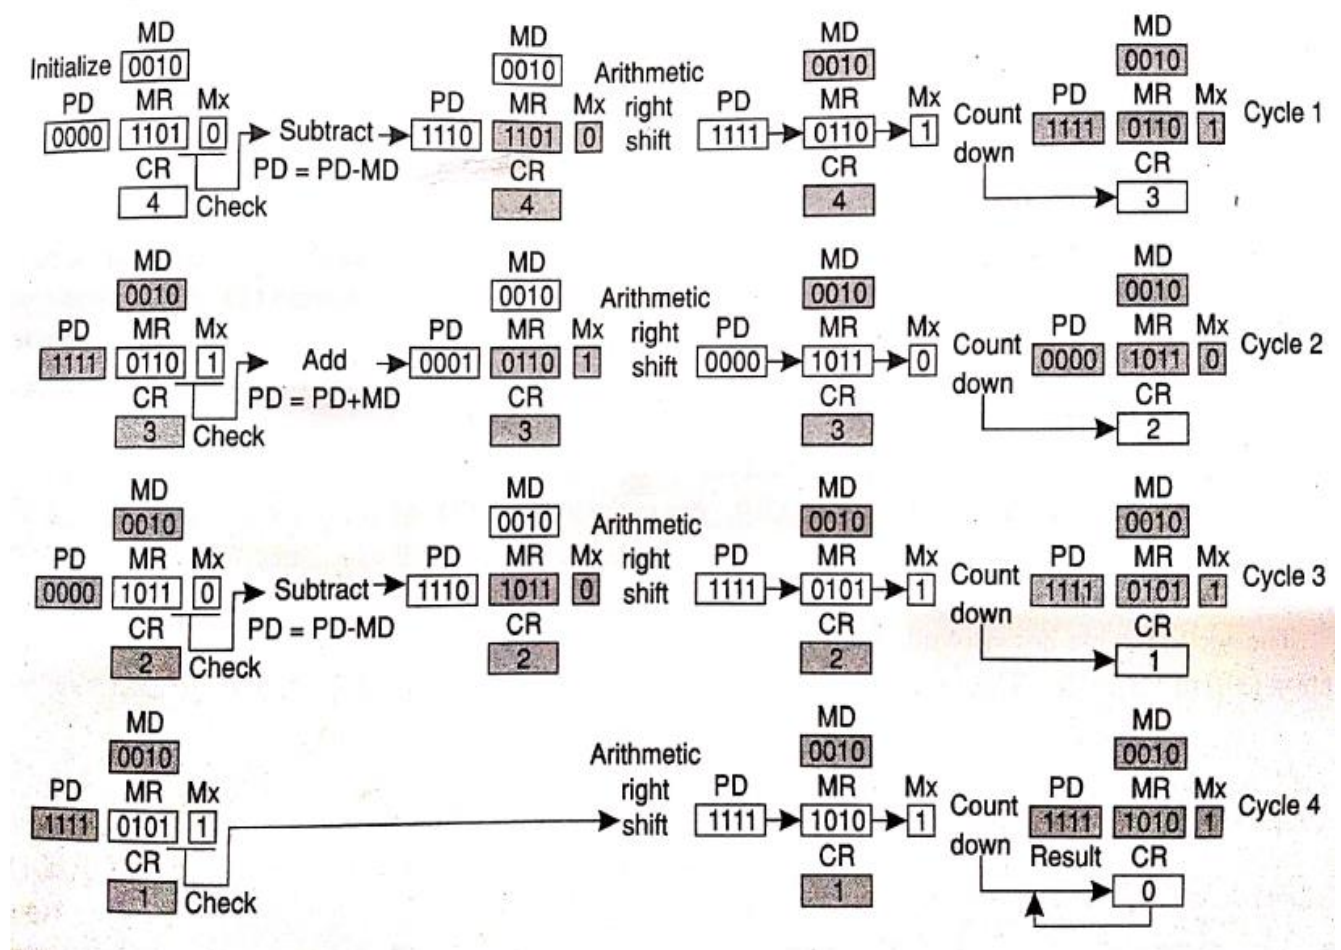 MD MD MD MD
Initialize 0010 0010 Arithmetic 0010 0010
PD MR Mx PD MR Mx right PD MR Mx Count PD MR Mx Cycle 1
0000 1101 0 Subtract 1110 1101 0 shift 1111 0110 1 down 1111 0110 1
CR PD = PD-MD CR CR CR
4 Check 4 4 3
MD MD MD MD
0010 0010 Arithmetic 0010 0010
PD MR Mx PD MR Mx right PD MR Mx Count PD MR Mx Cycle 2
1111 0110 1 Add 0001 0110 1 shift 0000 1011 0 down 0000 1011 0
CR PD = PD+MD CR CR CR
3 Check 3 3 2
MD MD MD MD
0010 0010 Arithmetic 0010 0010
PD MR Mx PD MR Mx right PD MR Mx Count PD MR Mx Cycle 3
0000 1011 0 Subtract 1110 1011 0 shift 1111 0101 1 down 1111 0101 1
CR PD = PD-MD CR CR CR
2 Check 2 2 1
MD MD MD
0010 Arithmetic 0010 0010
PD MR Mx right PD MR Mx Count PD MR Mx Cycle 4
1111 0101 1 shift 1111 1010 1 down 1111 1010 1
CR CR Result CR
1 Check 1 0